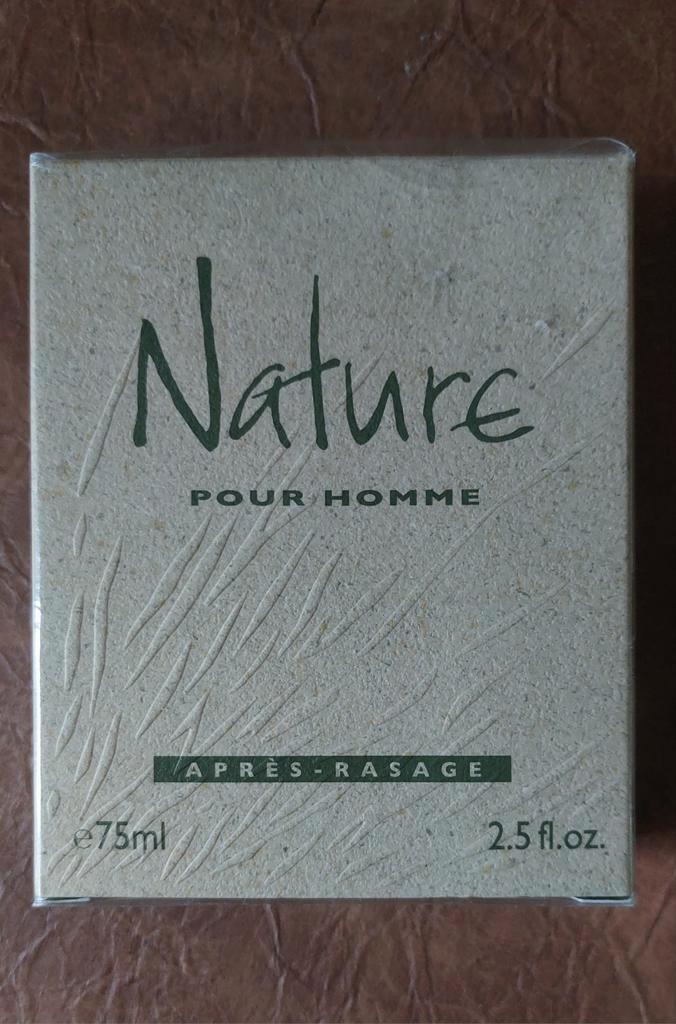 Nature
POUR HOMME
APRÈS-RASAGE
℮75ml
2.5 fl.oz.